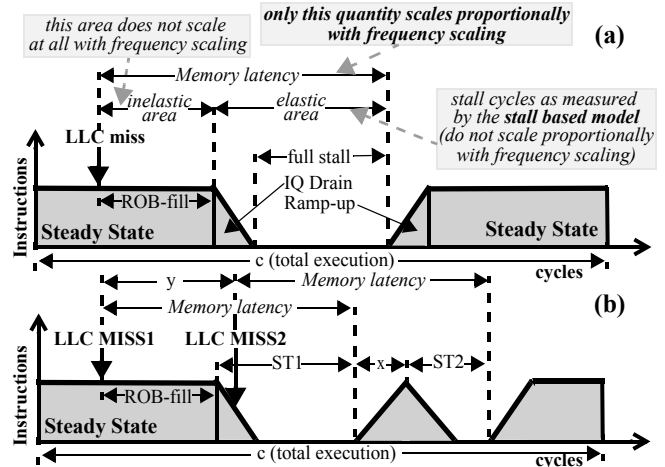 this area does not scale
at all with frequency scaling
only this quantity scales proportionally
with frequency scaling
(a)
Memory latency
inelastic
area
elastic
area
stall cycles as measured
by the stall based model
(do not scale proportionally
with frequency scaling)
LLC miss
full stall
Instructions
ROB-fill
IQ Drain
Ramp-up
Steady State
Steady State
c (total execution)
cycles
y
Memory latency
(b)
Memory latency
LLC MISS1
LLC MISS2
ST1
x
ST2
Instructions
ROB-fill
Steady State
c (total execution)
cycles